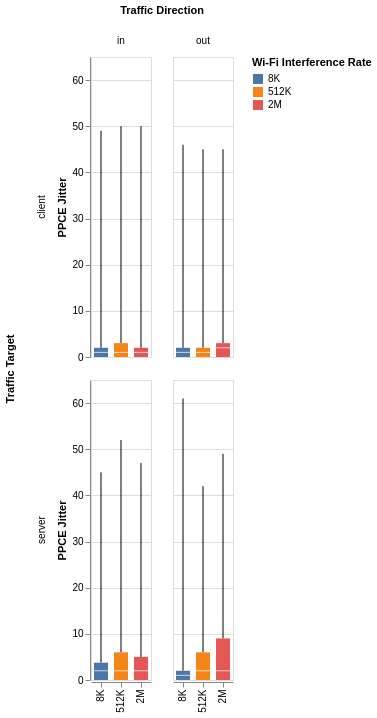 Traffic Direction
in
out
Wi-Fi Interference Rate
8K
512K
2M
Traffic Target
client
PPCE Jitter
60
50
40
30
20
10
0
server
PPCE Jitter
60
50
40
30
20
10
0
8K
512K
2M
8K
512K
2M